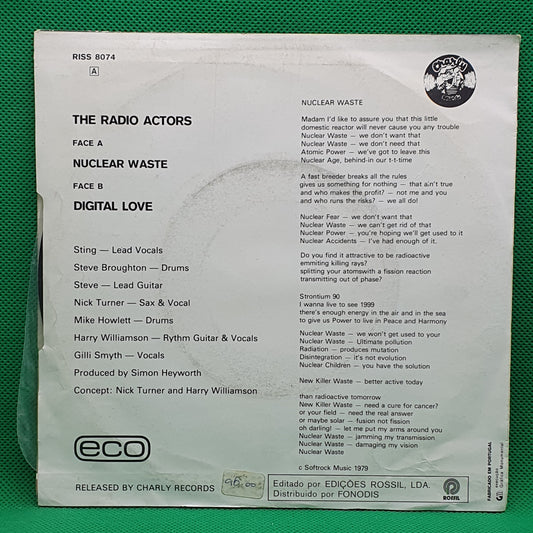 RISS 8074
A
Charly
RECORDS
THE RADIO ACTORS
FACE A
NUCLEAR WASTE
FACE B
DIGITAL LOVE
Sting — Lead Vocals
Steve Broughton — Drums
Steve — Lead Guitar
Nick Turner — Sax & Vocal
Mike Howlett — Drums
Harry Williamson — Rythm Guitar & Vocals
Gilli Smyth — Vocals
Produced by Simon Heyworth
Concept: Nick Turner and Harry Williamson
eco
RELEASED BY CHARLY RECORDS
NUCLEAR WASTE
Madam I'd like to assure you that this little
domestic reactor will never cause you any trouble
Nuclear Waste — we don't want that
Nuclear Waste — we don't need that
Atomic Power — we've got to leave this
Nuclear Age, behind-in our t-t-time
A fast breeder breaks all the rules
gives us something for nothing — that ain't true
and who makes the profit? — not me and you
and who runs the risks? — we all do!
Nuclear Fear — we don't want that
Nuclear Waste — we can't get rid of that
Nuclear Power — you're hoping we'll get used to it
Nuclear Accidents — I've had enough of it.
Do you find it attractive to be radioactive
emmiting killing rays?
splitting your atomswith a fission reaction
transmitting out of phase?
Strontium 90
I wanna live to see 1999
there's enough energy in the air and in the sea
to give us Power to live in Peace and Harmony
Nuclear Waste — we won't get used to your
Nuclear Waste — Ultimate pollution
Radiation — produces mutation
Disintegration — it's not evolution
Nuclear Children — you have the solution
New Killer Waste — better active today
than radioactive tomorrow
New Killer Waste — need a cure for cancer?
or your field — need the real answer
or maybe solar — fusion not fission
oh darling! — let me put my arms around you
Nuclear Waste — jamming my transmission
Nuclear Waste — damaging my vision
Nuclear Waste
c Softrock Music 1979
Editado por EDIÇÕES ROSSIL, LDA.
Distribuido por FONODIS
ROSSIL
FABRICADO EM PORTUGAL
Gráfica Monumental